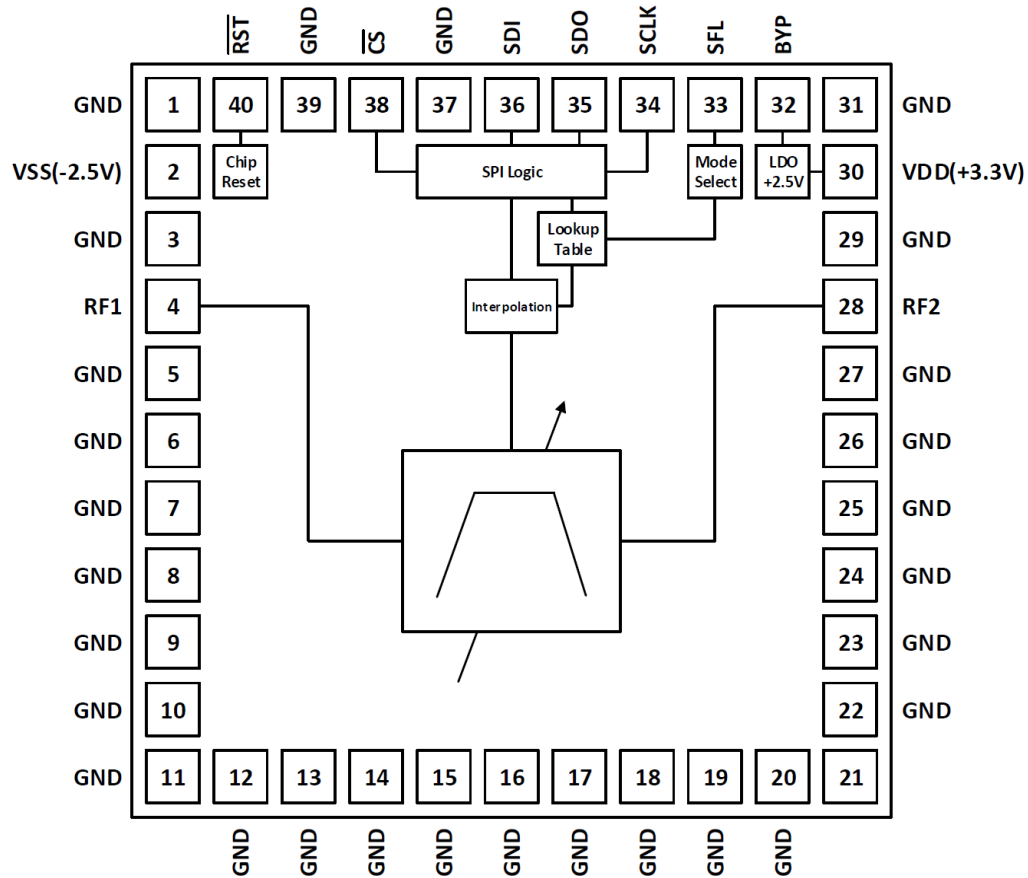 RST GND CS GND SDI SDO SCLK SFL BYP
GND 1 40 39 38 37 36 35 34 33 32 31 GND
Chip
Reset
SPI Logic
Mode
Select
LDO
+2.5V
VSS(-2.5V) 2 30 VDD(+3.3V)
GND 3 29 GND
Lookup
Table
RF1 4 28 RF2
Interpolation
GND 5 27 GND
GND 6 26 GND
GND 7 25 GND
GND 8 24 GND
GND 9 23 GND
GND 10 22 GND
GND 11 12 13 14 15 16 17 18 19 20 21
GND GND GND GND GND GND GND GND GND